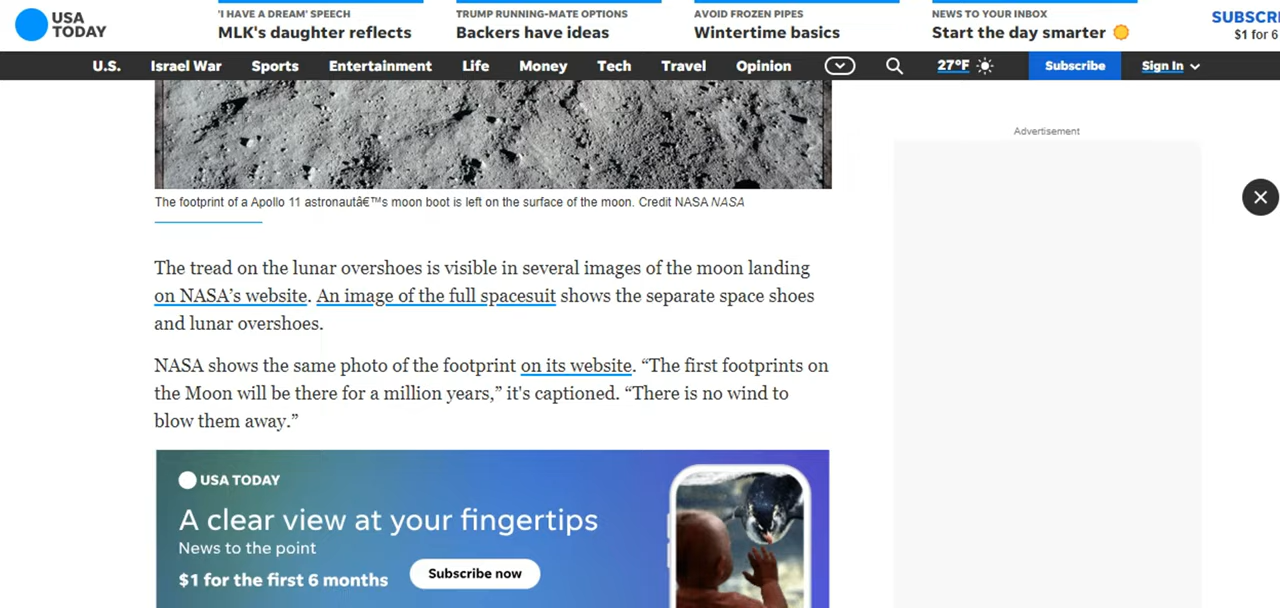 USA
TODAY
'I HAVE A DREAM' SPEECH
MLK's daughter reflects
TRUMP RUNNING-MATE OPTIONS
Backers have ideas
AVOID FROZEN PIPES
Wintertime basics
NEWS TO YOUR INBOX
Start the day smarter
SUBSCRI
$1 for 6
U.S. Israel War Sports Entertainment Life Money Tech Travel Opinion 27°F Subscribe Sign In
Advertisement
The footprint of a Apollo 11 astronautâ€™s moon boot is left on the surface of the moon. Credit NASA NASA
The tread on the lunar overshoes is visible in several images of the moon landing
on NASA’s website. An image of the full spacesuit shows the separate space shoes
and lunar overshoes.
NASA shows the same photo of the footprint on its website. “The first footprints on
the Moon will be there for a million years,” it's captioned. “There is no wind to
blow them away.”
USA TODAY
A clear view at your fingertips
News to the point
$1 for the first 6 months
Subscribe now